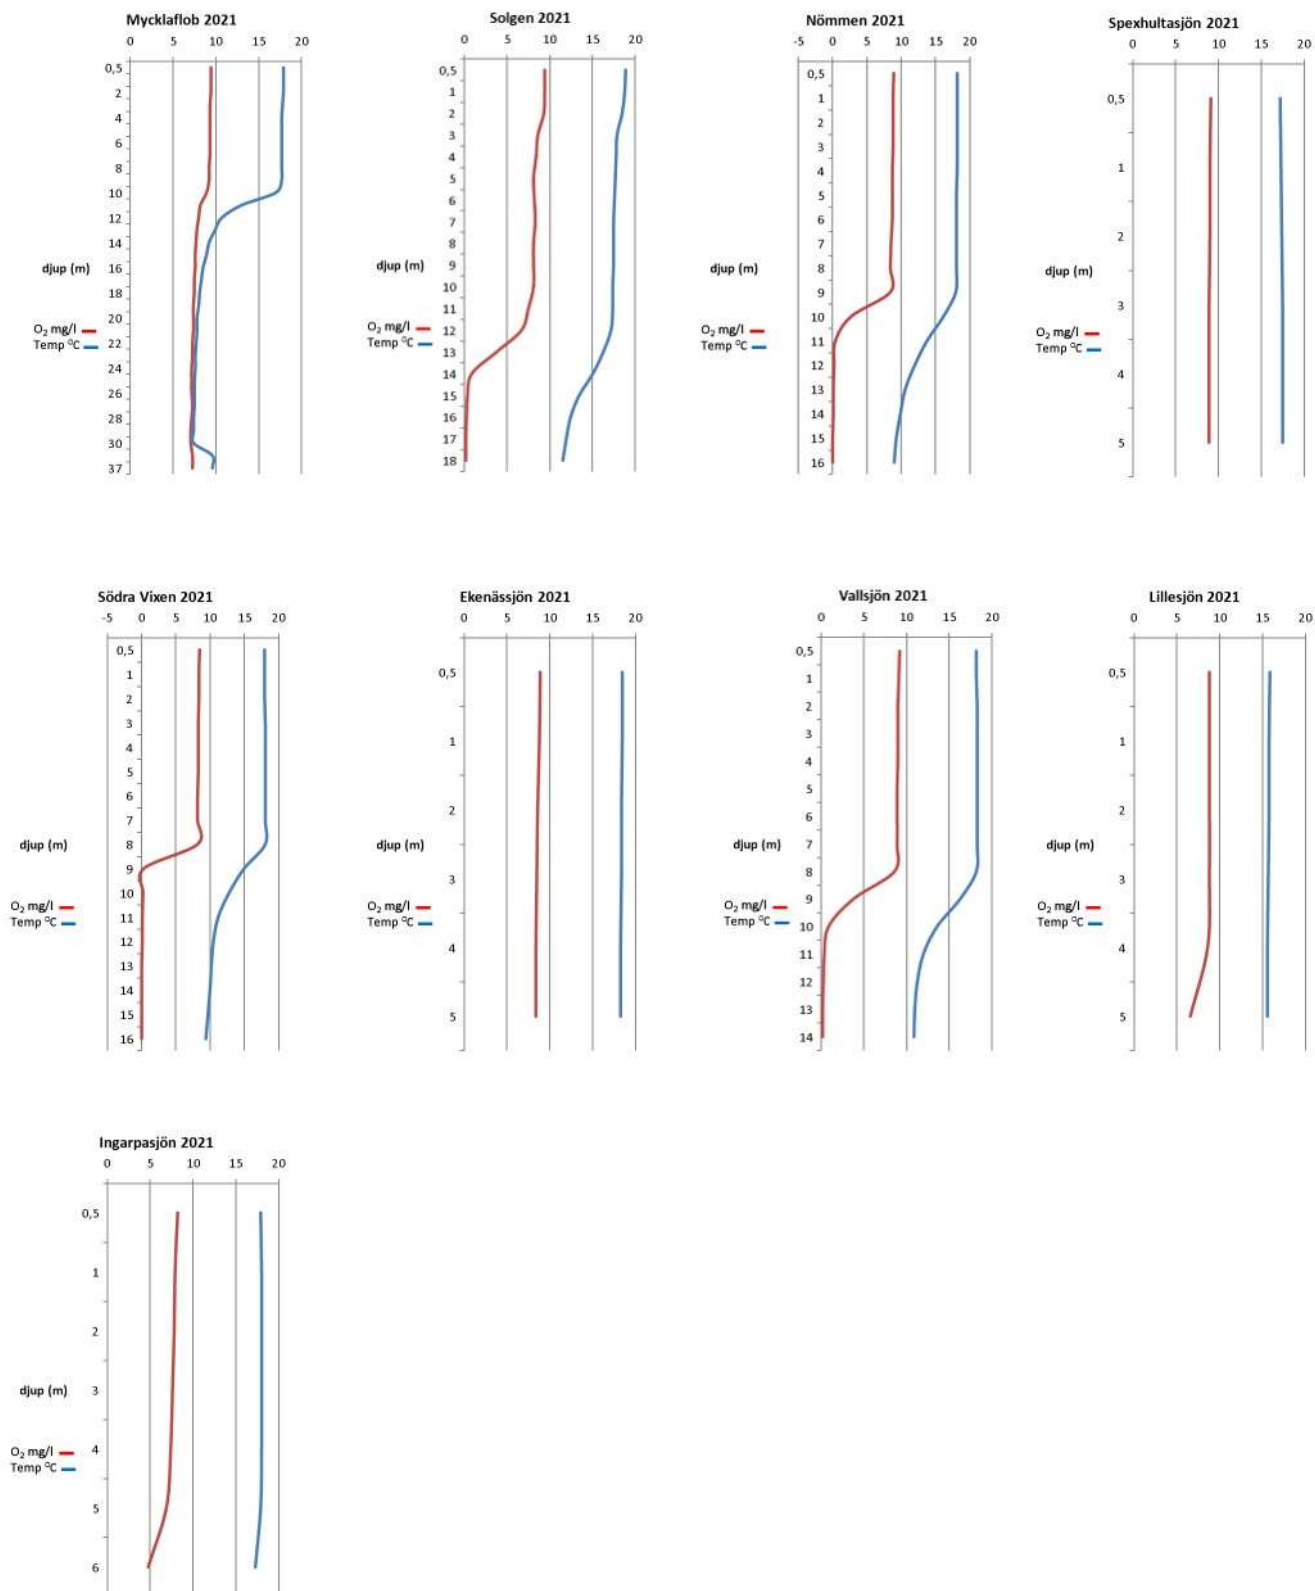 Mycklaflob 2021
0 5 10 15 20
0,5
2
4
6
8
10
12
14
djup (m) 16
18
20
O₂ mg/l
Temp °C 22
24
26
28
30
37
Solgen 2021
0 5 10 15 20
0,5
1
2
3
4
5
6
7
8
djup (m) 9
10
11
O₂ mg/l 12
Temp °C
13
14
15
16
17
18
Nömmen 2021
-5 0 5 10 15 20
0,5
1
2
3
4
5
6
7
djup (m) 8
9
10
O₂ mg/l
Temp °C 11
12
13
14
15
16
Spexhultasjön 2021
0 5 10 15 20
0,5
1
2
djup (m)
3
O₂ mg/l
Temp °C
4
5
Södra Vixen 2021
-5 0 5 10 15 20
0,5
1
2
3
4
5
6
7
djup (m) 8
9
10
O₂ mg/l
Temp °C 11
12
13
14
15
16
Ekenässjön 2021
0 5 10 15 20
0,5
1
2
djup (m)
3
O₂ mg/l
Temp °C
4
5
Vallsjön 2021
0 5 10 15 20
0,5
1
2
3
4
5
6
djup (m) 7
8
9
O₂ mg/l
Temp °C 10
11
12
13
14
Lillesjön 2021
0 5 10 15 20
0,5
1
2
djup (m)
3
O₂ mg/l
Temp °C
4
5
Ingarpasjön 2021
0 5 10 15 20
0,5
1
2
djup (m) 3
O₂ mg/l 4
Temp °C
5
6